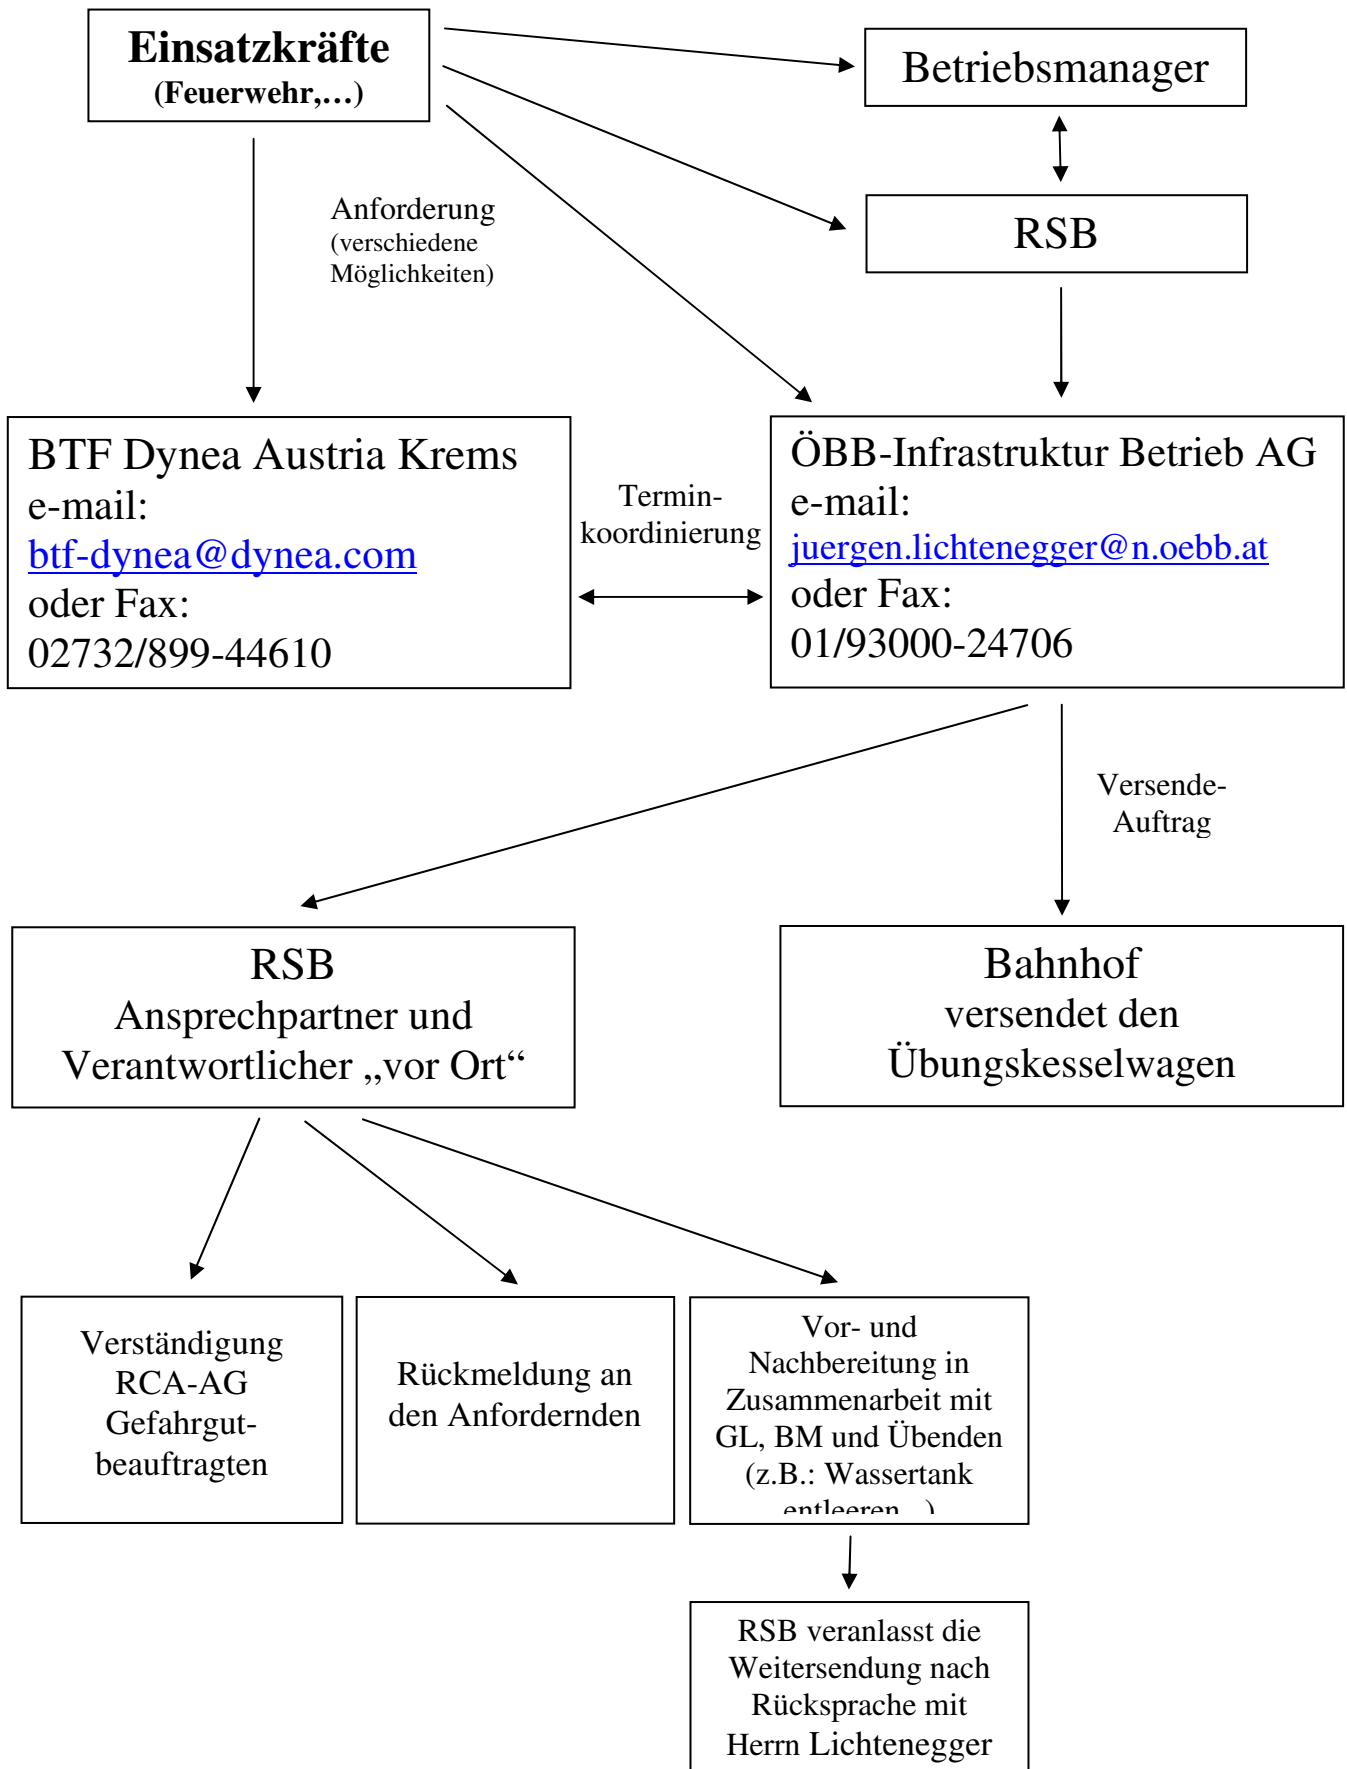 Einsatzkräfte
(Feuerwehr,…)
Betriebsmanager
RSB
Anforderung
(verschiedene
Möglichkeiten)
BTF Dynea Austria Krems
e-mail:
btf-dynea@dynea.com
oder Fax:
02732/899-44610
Termin-
koordinierung
ÖBB-Infrastruktur Betrieb AG
e-mail:
juergen.lichtenegger@n.oebb.at
oder Fax:
01/93000-24706
Versende-
Auftrag
RSB
Ansprechpartner und
Verantwortlicher „vor Ort“
Bahnhof
versendet den
Übungskesselwagen
Verständigung
RCA-AG
Gefahrgut-
beauftragten
Rückmeldung an
den Anfordernden
Vor- und
Nachbereitung in
Zusammenarbeit mit
GL, BM und Übenden
(z.B.: Wassertank
entleeren...)
RSB veranlasst die
Weitersendung nach
Rücksprache mit
Herrn Lichtenegger